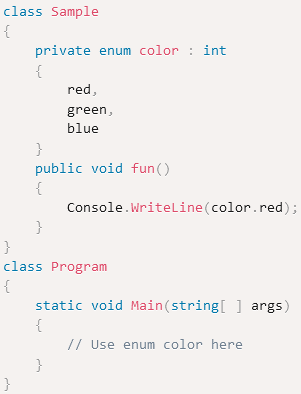 class Sample
{
    private enum color : int
    {
        red,
        green,
        blue
    }
    public void fun()
    {
        Console.WriteLine(color.red);
    }
}
class Program
{
    static void Main(string[ ] args)
    {
        // Use enum color here
    }
}